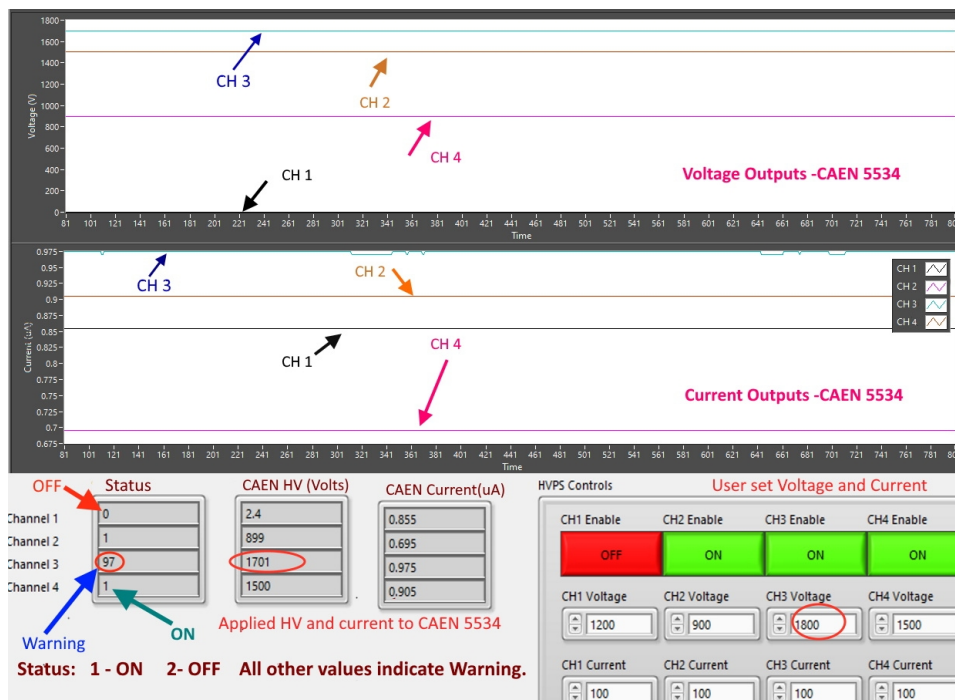 1800
1600
1400
1200
1000
800
600
400
200
0
Voltage (V)
CH 3
CH 2
CH 4
CH 1
Voltage Outputs -CAEN 5534
81 101 121 141 161 181 201 221 241 261 281 301 321 341 361 381 401 421 441 461 481 501 521 541 561 581 601 621 641 661 681 701 721 741 761 781 80
Time
0.975
0.95
0.925
0.9
0.875
0.85
0.825
0.8
0.775
0.75
0.725
0.7
0.675
Current (uA)
CH 3
CH 2
CH 1
CH 4
CH 1
CH 2
CH 3
CH 4
Current Outputs -CAEN 5534
81 101 121 141 161 181 201 221 241 261 281 301 321 341 361 381 401 421 441 461 481 501 521 541 561 581 601 621 641 661 681 701 721 741 761 781 80
Time
OFF
Status
CAEN HV (Volts)
CAEN Current(uA)
Channel 1 0 2.4 0.855
Channel 2 1 899 0.695
Channel 3 97 1701 0.975
Channel 4 1 1500 0.905
Warning
ON
Applied HV and current to CAEN 5534
Status: 1 - ON 2- OFF All other values indicate Warning.
HVPS Controls
User set Voltage and Current
CH1 Enable CH2 Enable CH3 Enable CH4 Enable
OFF ON ON ON
CH1 Voltage CH2 Voltage CH3 Voltage CH4 Voltage
1200 900 1800 1500
CH1 Current CH2 Current CH3 Current CH4 Current
100 100 100 100